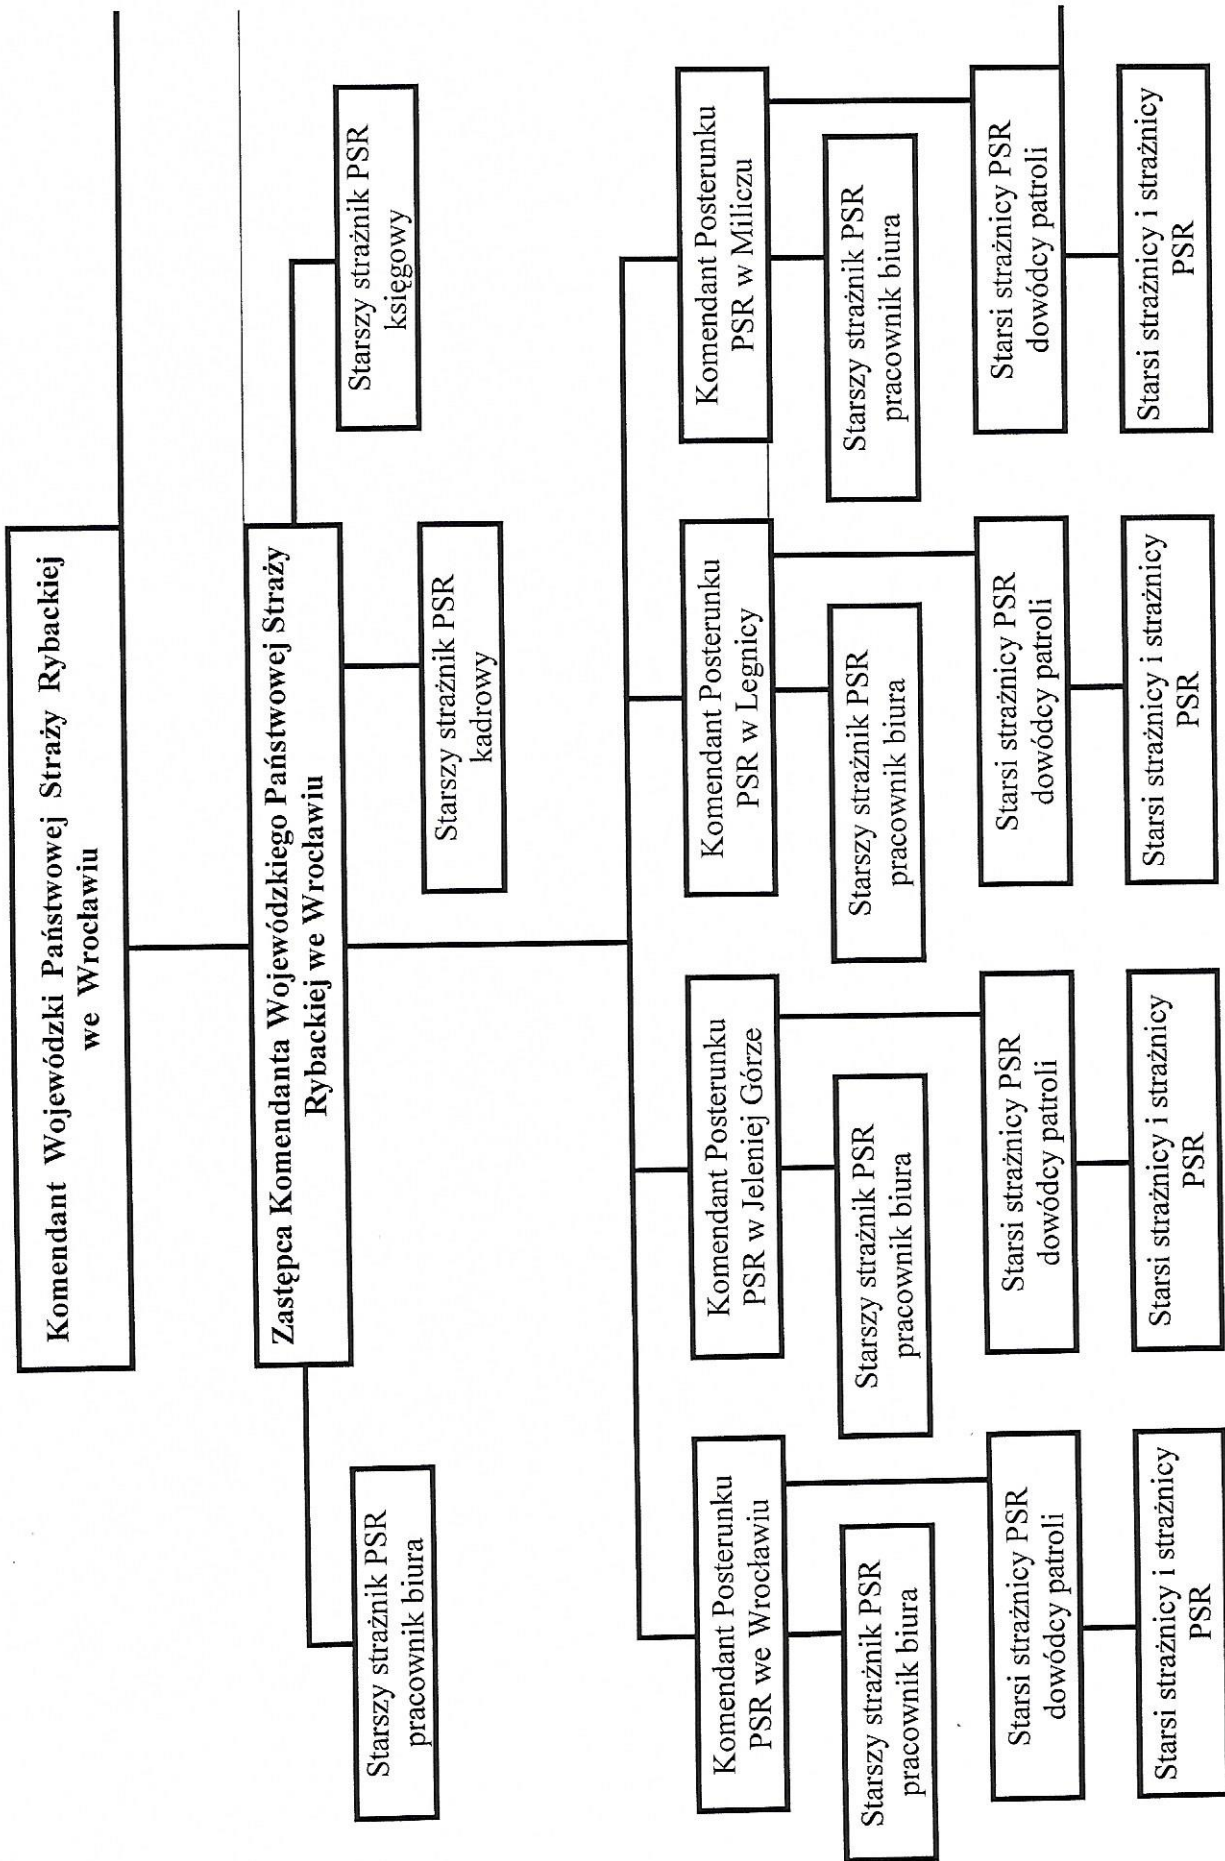 Komendant Wojewódzki Państwowej Straży Rybackiej
we Wrocławiu
Zastępca Komendanta Wojewódzkiego Państwowej Straży
Rybackiej we Wrocławiu
Starszy strażnik PSR
pracownik biura
Starszy strażnik PSR
kadrowy
Starszy strażnik PSR
księgowy
Komendant Posterunku
PSR we Wrocławiu
Komendant Posterunku
PSR w Jeleniej Górze
Komendant Posterunku
PSR w Legnicy
Komendant Posterunku
PSR w Miliczu
Starszy strażnik PSR
pracownik biura
Starszy strażnik PSR
pracownik biura
Starszy strażnik PSR
pracownik biura
Starszy strażnik PSR
pracownik biura
Starsi strażnicy PSR
dowódcy patroli
Starsi strażnicy PSR
dowódcy patroli
Starsi strażnicy PSR
dowódcy patroli
Starsi strażnicy PSR
dowódcy patroli
Starsi strażnicy i strażnicy
PSR
Starsi strażnicy i strażnicy
PSR
Starsi strażnicy i strażnicy
PSR
Starsi strażnicy i strażnicy
PSR